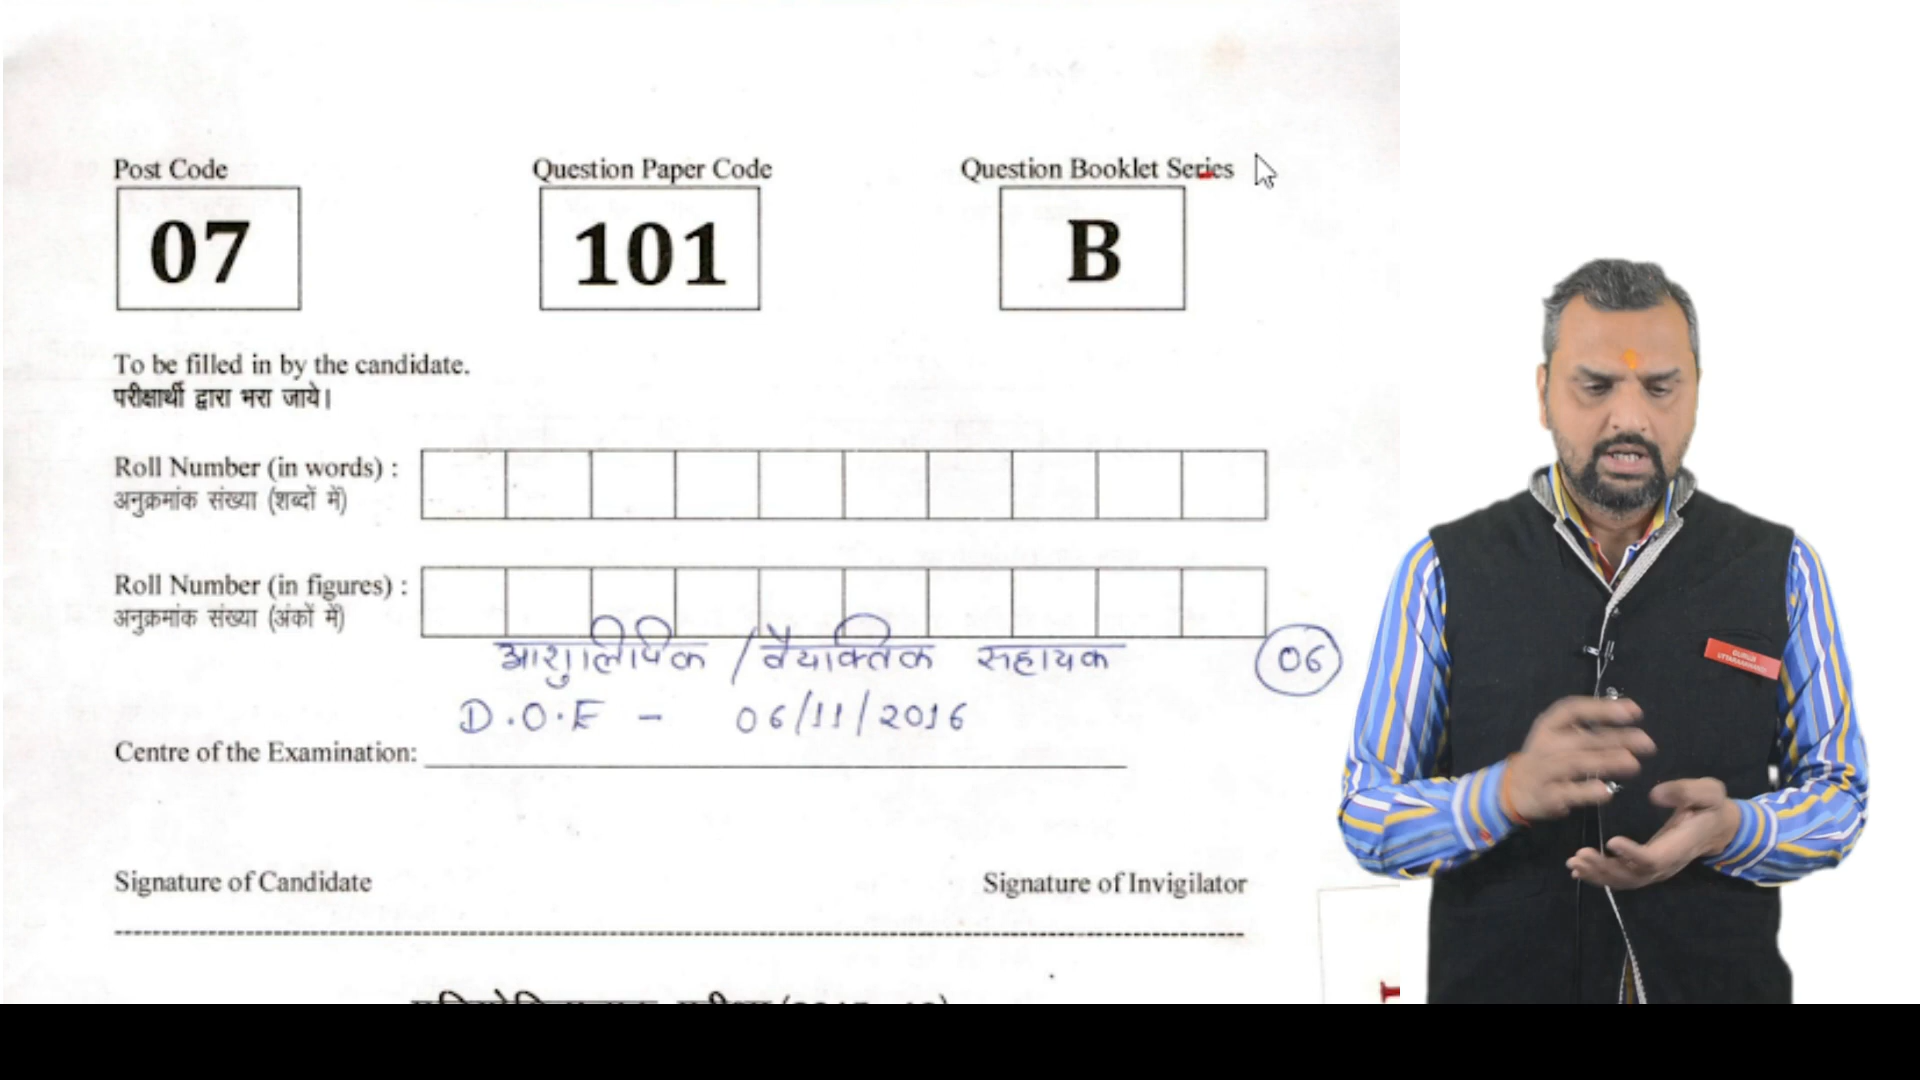 Post Code Question Paper Code Question Booklet Series
07 101 B
To be filled in by the candidate.
परीक्षार्थी द्वारा भरा जाये।
Roll Number (in words) :
अनुक्रमांक संख्या (शब्दों में)
Roll Number (in figures) :
अनुक्रमांक संख्या (अंकों में)
आशुलिपिक / वैयक्तिक सहायक 06
D.O.E - 06/11/2016
Centre of the Examination:
Signature of Candidate Signature of Invigilator
GURUJI
UTTARAKHAND